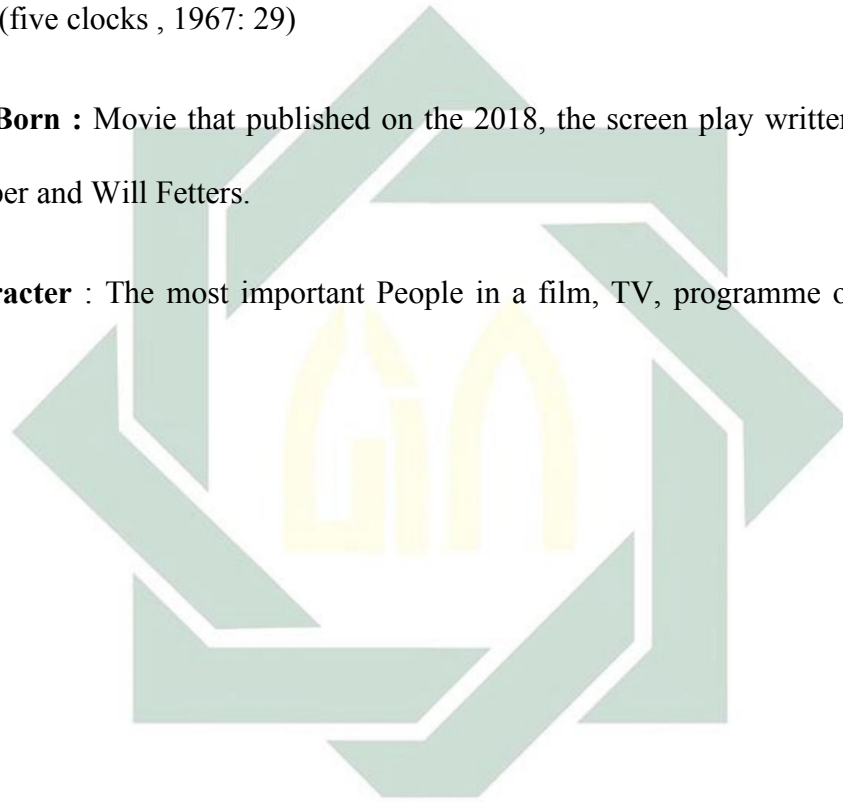 (five clocks , 1967: 29)
Born : Movie that published on the 2018, the screen play written
per and Will Fetters.
racter : The most important People in a film, TV, programme o